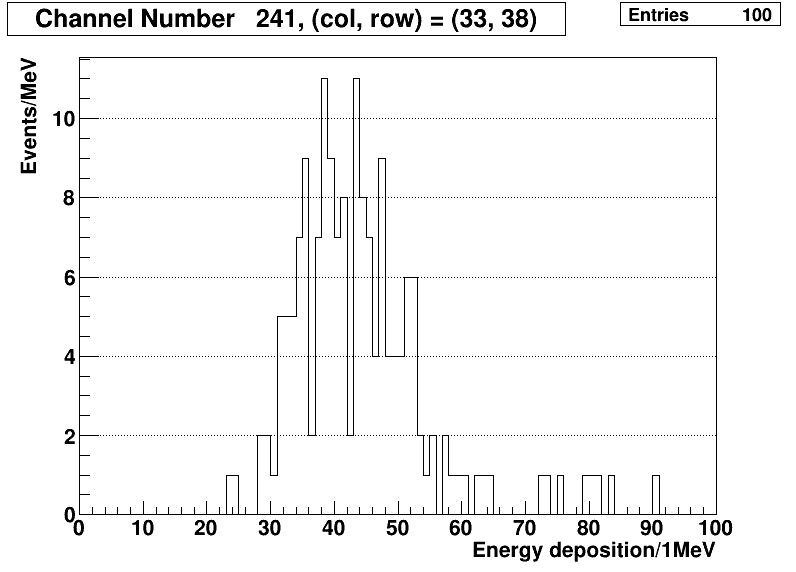 Channel Number 241, (col, row) = (33, 38)
Entries 100
Events/MeV
10
8
6
4
2
0
0 10 20 30 40 50 60 70 80 90 100
Energy deposition/1MeV